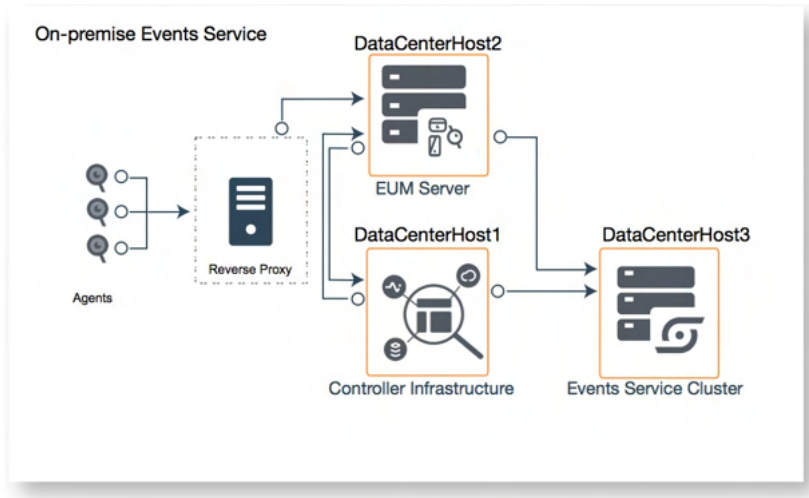 On-premise Events Service
DataCenterHost2
EUM Server
Reverse Proxy
Agents
DataCenterHost1
DataCenterHost3
Controller Infrastructure
Events Service Cluster